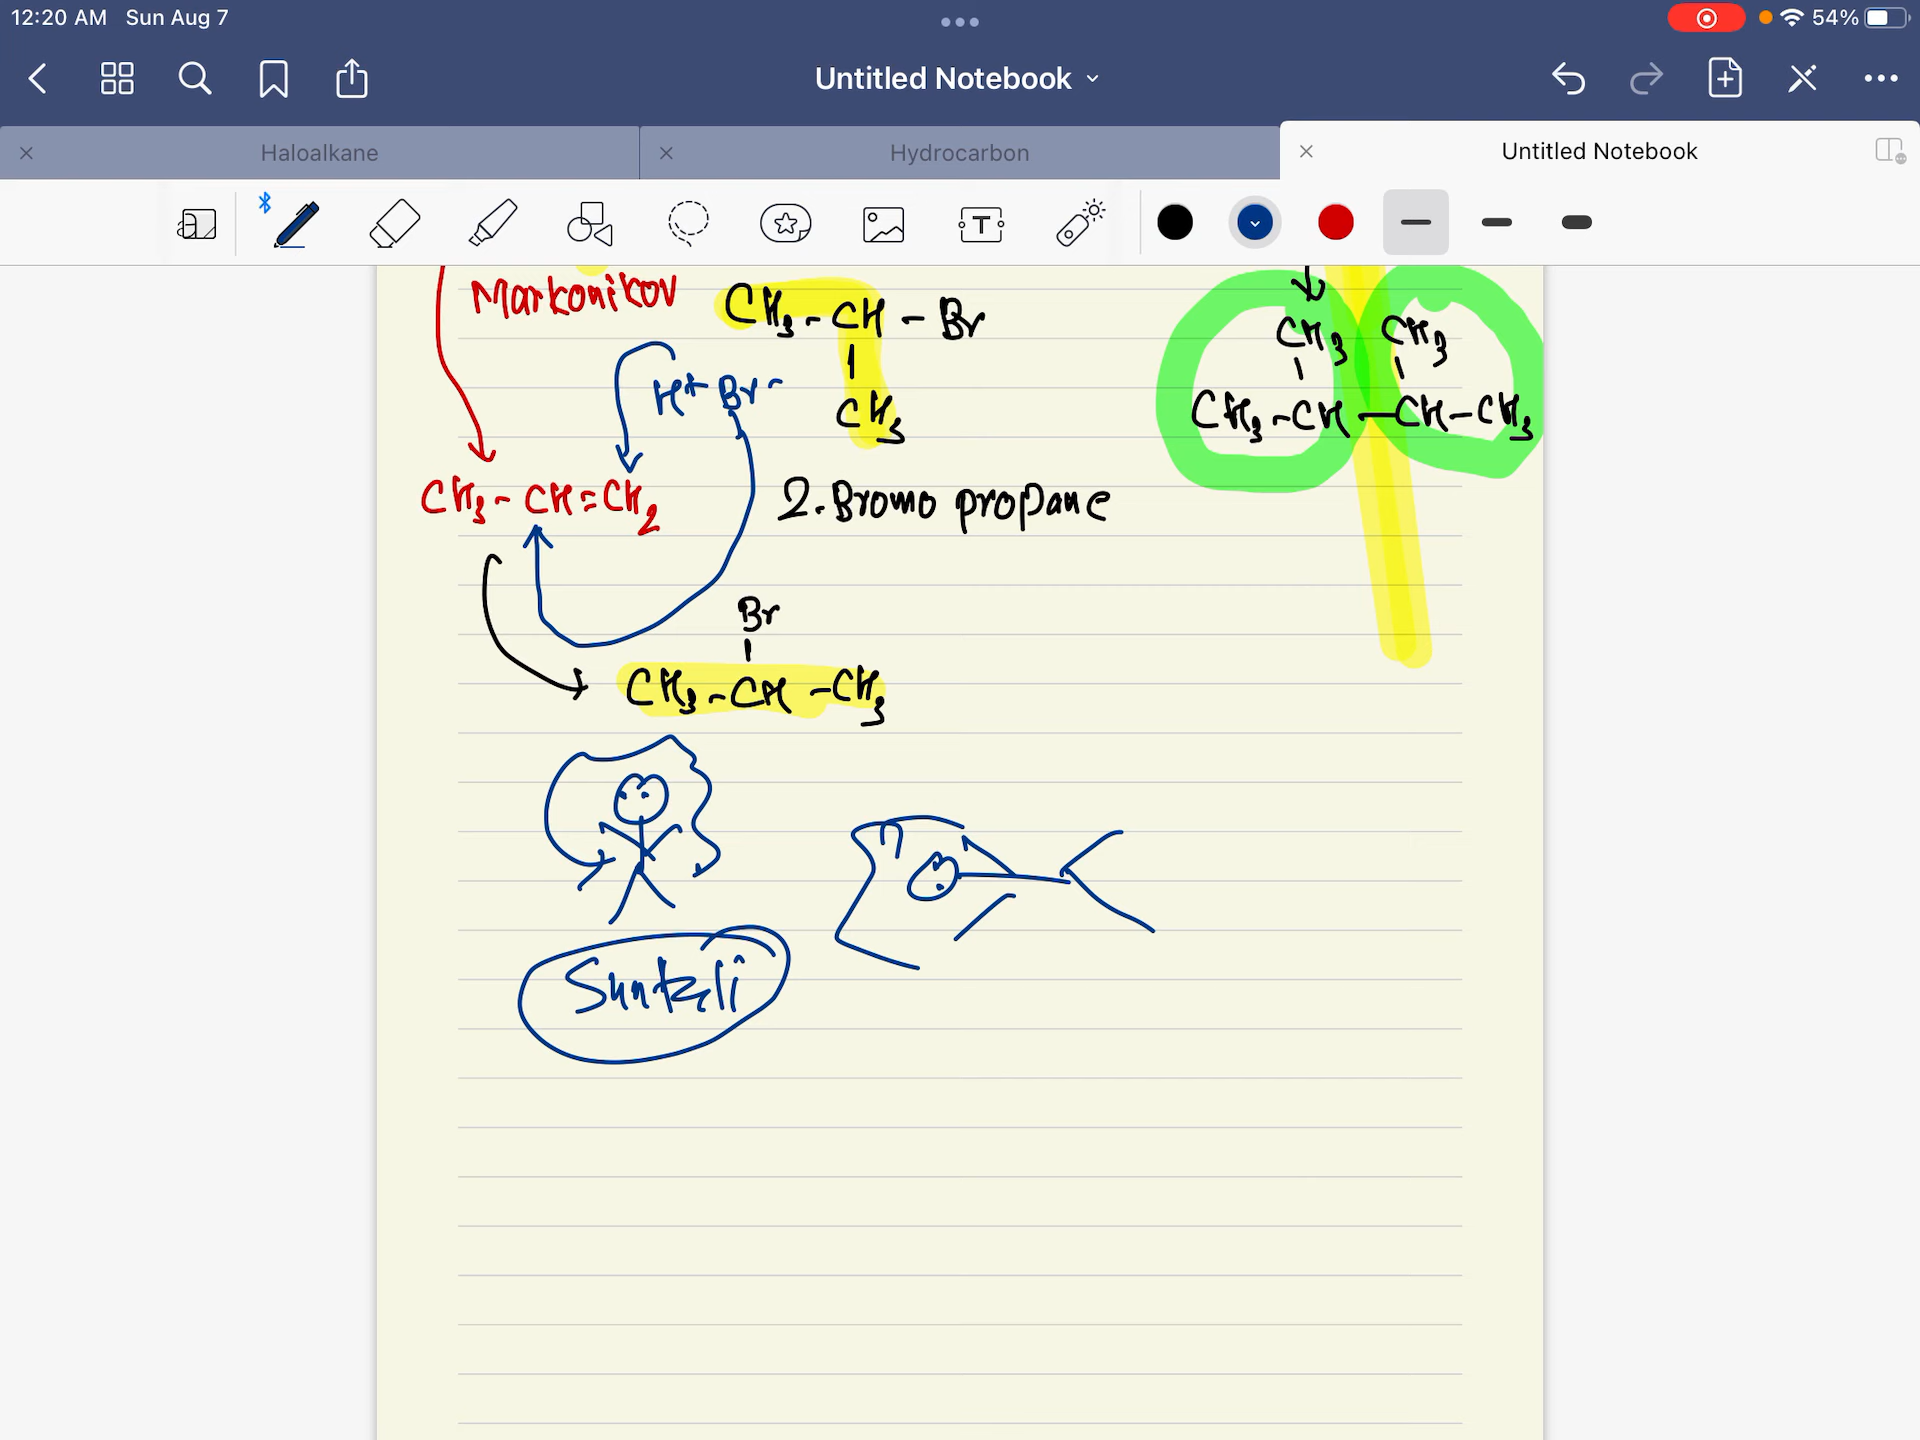 12:20 AM Sun Aug 7
54%
Untitled Notebook
Haloalkane
Hydrocarbon
Untitled Notebook
T
Markonikov
CH3 - CH - Br
CH3
H+ Br-
CH3 - CH = CH2
2. Bromo propane
Br
CH3 - CH - CH3
CH3 CH3
CH3 - CH - CH - CH3